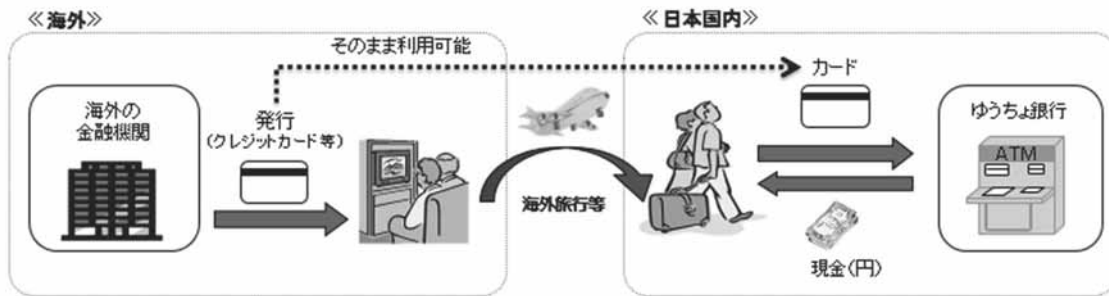 ≪海外≫
≪日本国内≫
そのまま利用可能
カード
海外の
金融機関
発行
(クレジットカード等)
ゆうちょ銀行
ATM
海外旅行等
現金(円)